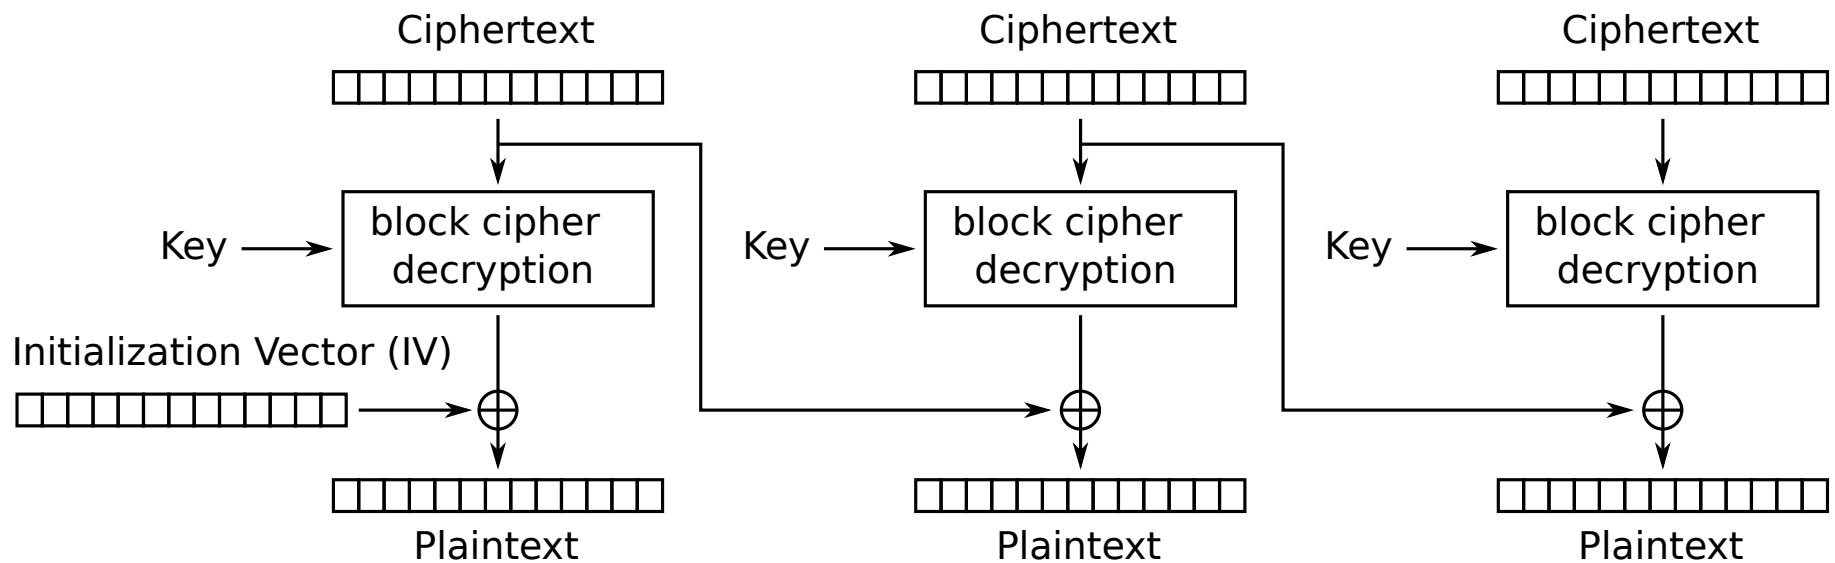 Ciphertext
Ciphertext
Ciphertext
block cipher
decryption
Key
block cipher
decryption
Key
block cipher
decryption
Key
Initialization Vector (IV)
Plaintext
Plaintext
Plaintext